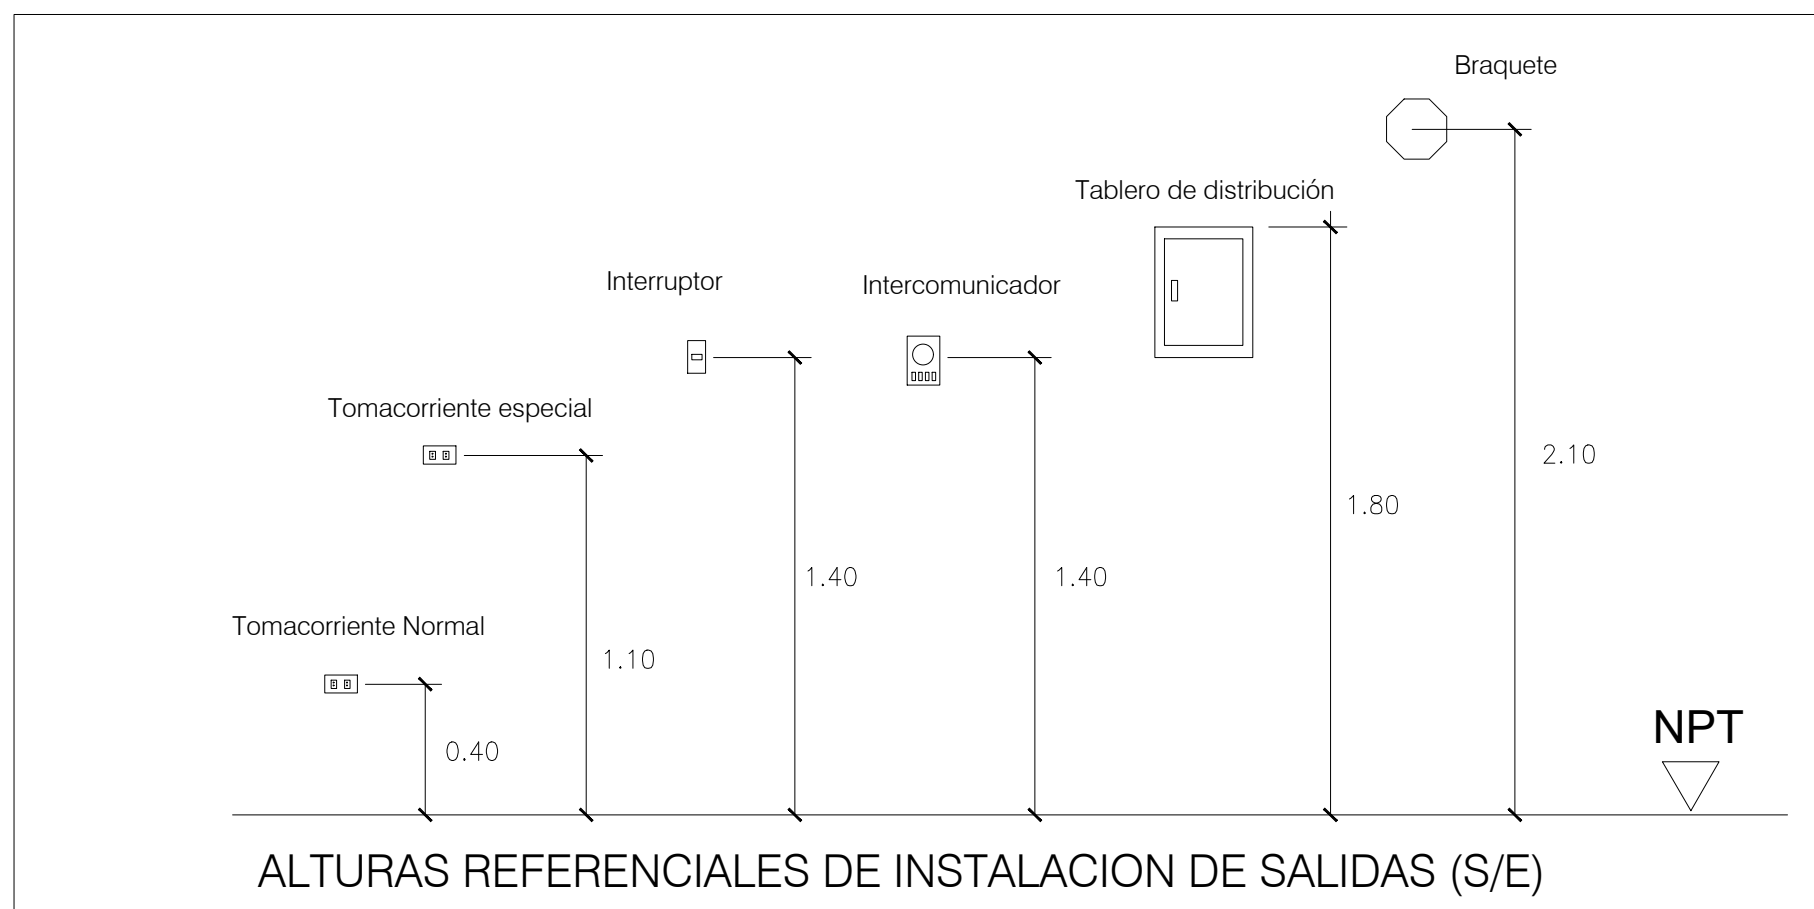 Braquete
Tablero de distribución
Interruptor
Intercomunicador
Tomacorriente especial
2.10
1.80
1.40
1.40
Tomacorriente Normal
1.10
NPT
0.40
ALTURAS REFERENCIALES DE INSTALACION DE SALIDAS (S/E)